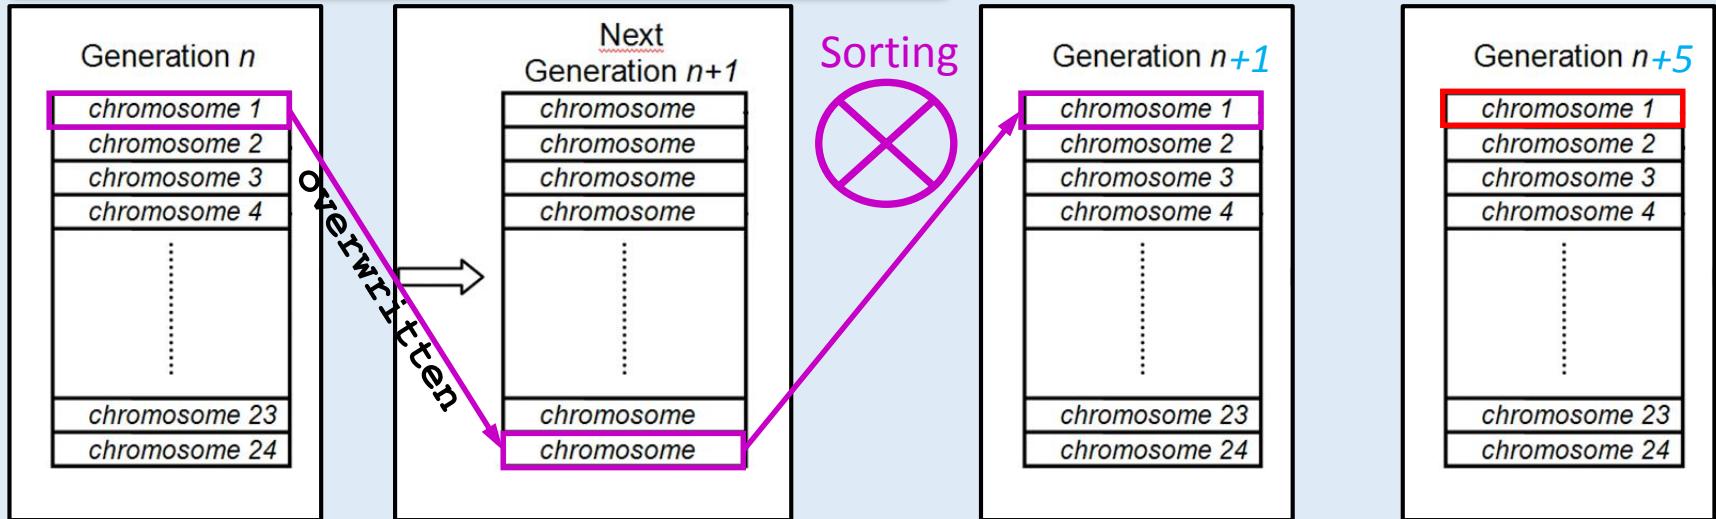 Generation n
chromosome 1
chromosome 2
chromosome 3
chromosome 4
chromosome 23
chromosome 24
overwritten
Next
Generation n+1
chromosome
chromosome
chromosome
chromosome
chromosome
chromosome
Sorting
Generation n+1
chromosome 1
chromosome 2
chromosome 3
chromosome 4
chromosome 23
chromosome 24
Generation n+5
chromosome 1
chromosome 2
chromosome 3
chromosome 4
chromosome 23
chromosome 24